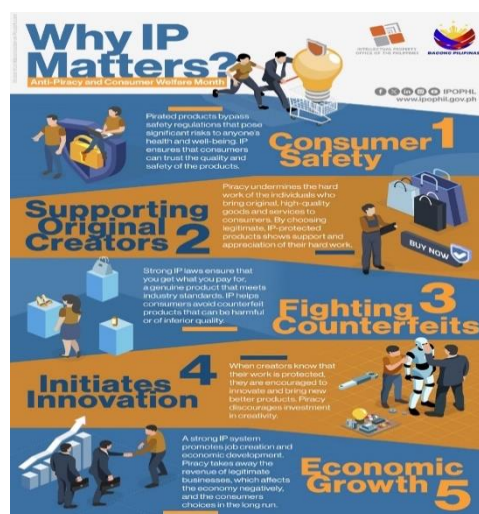 Why IP
Matters?
Anti-Piracy and Consumer Welfare Month
INTELLECTUAL PROPERTY
OFFICE OF THE PHILIPPINES
BAGONG PILIPINAS
IPOPHL
www.ipophil.gov.ph
Pirated products bypass
safety regulations that pose
significant risks to anyone's
health and well-being. IP
ensures that consumers
can trust the quality and
safety of the products.
Consumer 1
Safety
Supporting
Original
Creators 2
Piracy undermines the hard
work of the individuals who
bring original, high-quality
goods and services to
consumers. By choosing
legitimate, IP-protected
products shows support and
appreciation of their hard work.
BUY NOW
Strong IP laws ensure that
you get what you pay for,
a genuine product that meets
industry standards. IP helps
consumers avoid counterfeit
products that can be harmful
or of inferior quality.
3
Fighting
Counterfeits
4
Initiates
Innovation
When creators know that
their work is protected,
they are encouraged to
innovate and bring new
better products. Piracy
discourages investment
in creativity.
A strong IP system
promotes job creation and
economic development.
Piracy takes away the
revenue of legitimate
businesses, which affects
the economy negatively,
and the consumers
choices in the long run.
Economic
Growth 5